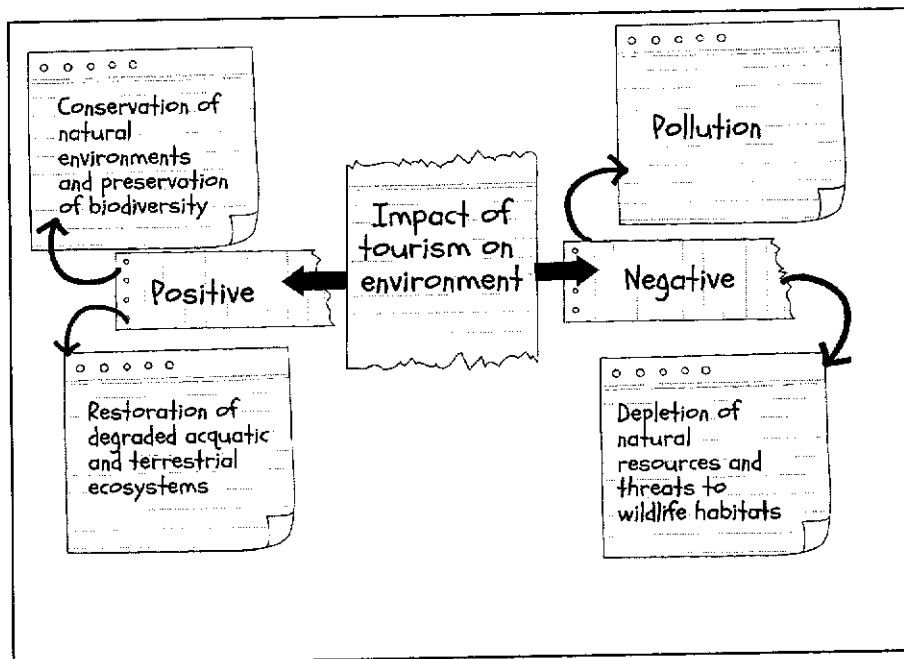 Conservation of
natural
environments
and preservation
of biodiversity
Pollution
Impact of
tourism on
environment
Positive
Negative
Restoration of
degraded acquatic
and terrestrial
ecosystems
Depletion of
natural
resources and
threats to
wildlife habitats